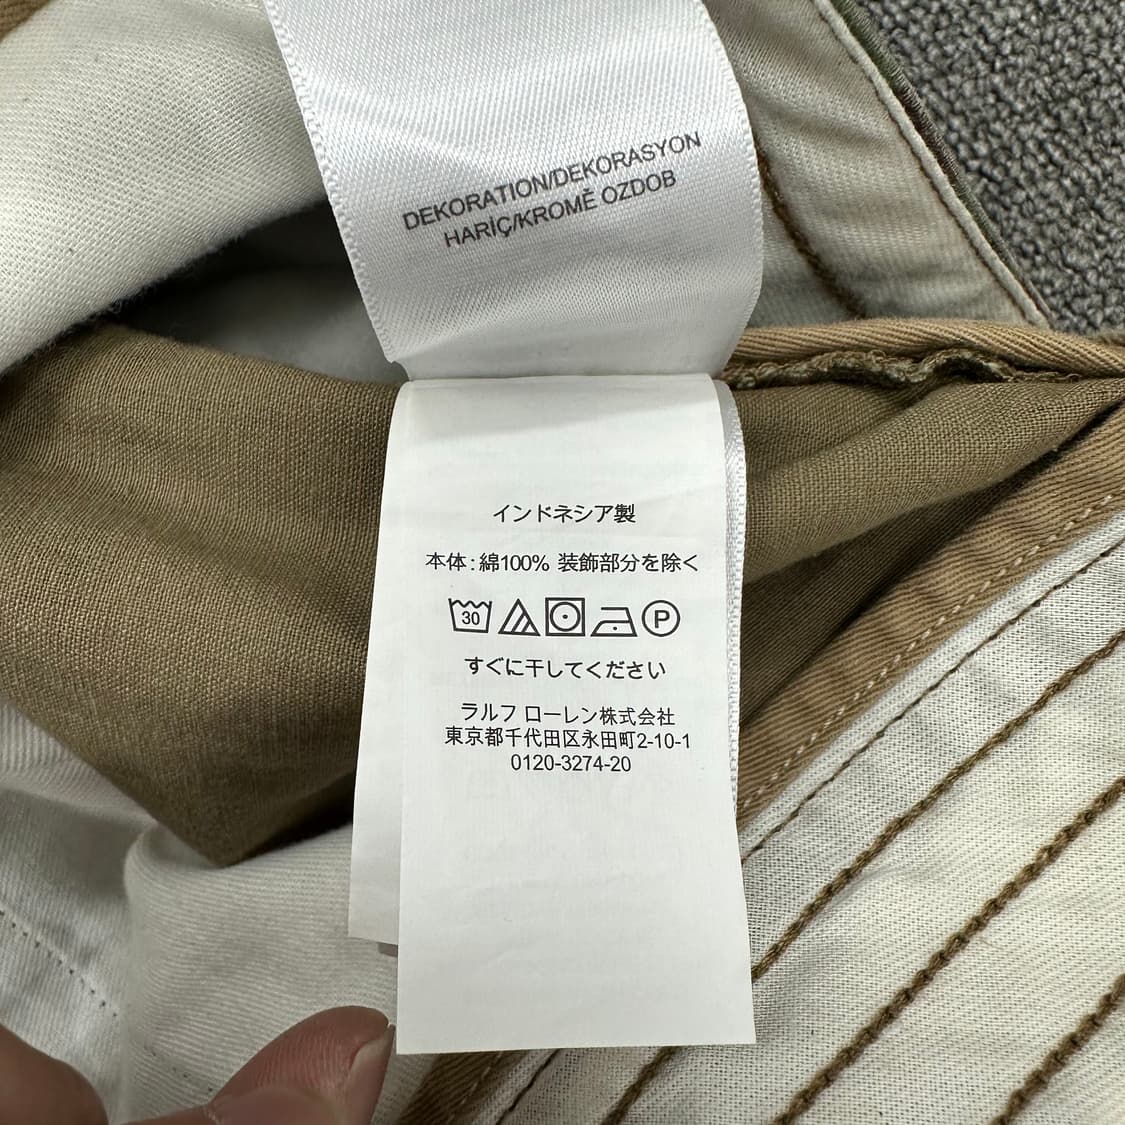 DEKORATION/DEKORASYON
HARİÇ/KROMĒ OZDOB
インドネシア製
本体:綿100% 装飾部分を除く
30 P
すぐに干してください
ラルフ ローレン株式会社
東京都千代田区永田町2-10-1
0120-3274-20